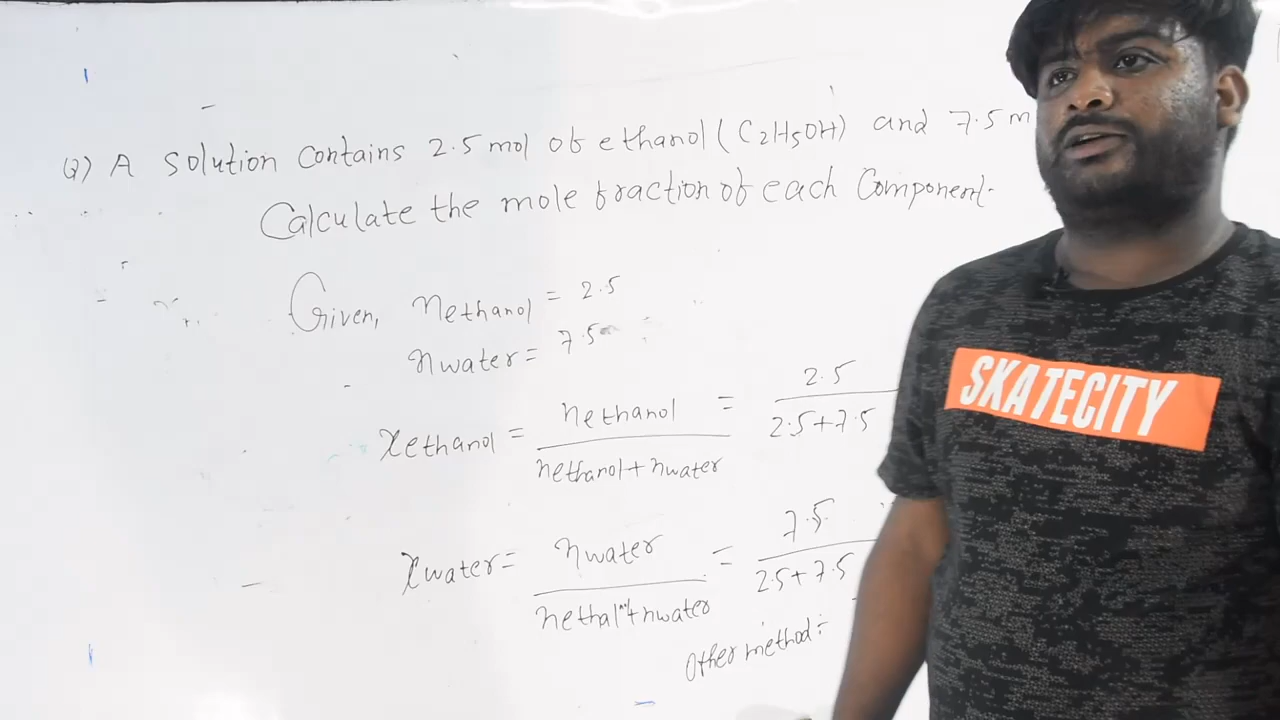 Q) A solution contains 2.5 mol of ethanol (C2H5OH) and 7.5 m
Calculate the mole fraction of each Component.
Given, nethanol = 2.5
nwater = 7.5
xethanol = nethanol / nethanol + nwater = 2.5 / 2.5 + 7.5
xwater = nwater / nethal + nwater = 7.5 / 2.5 + 7.5
Other method :-
SKATECITY